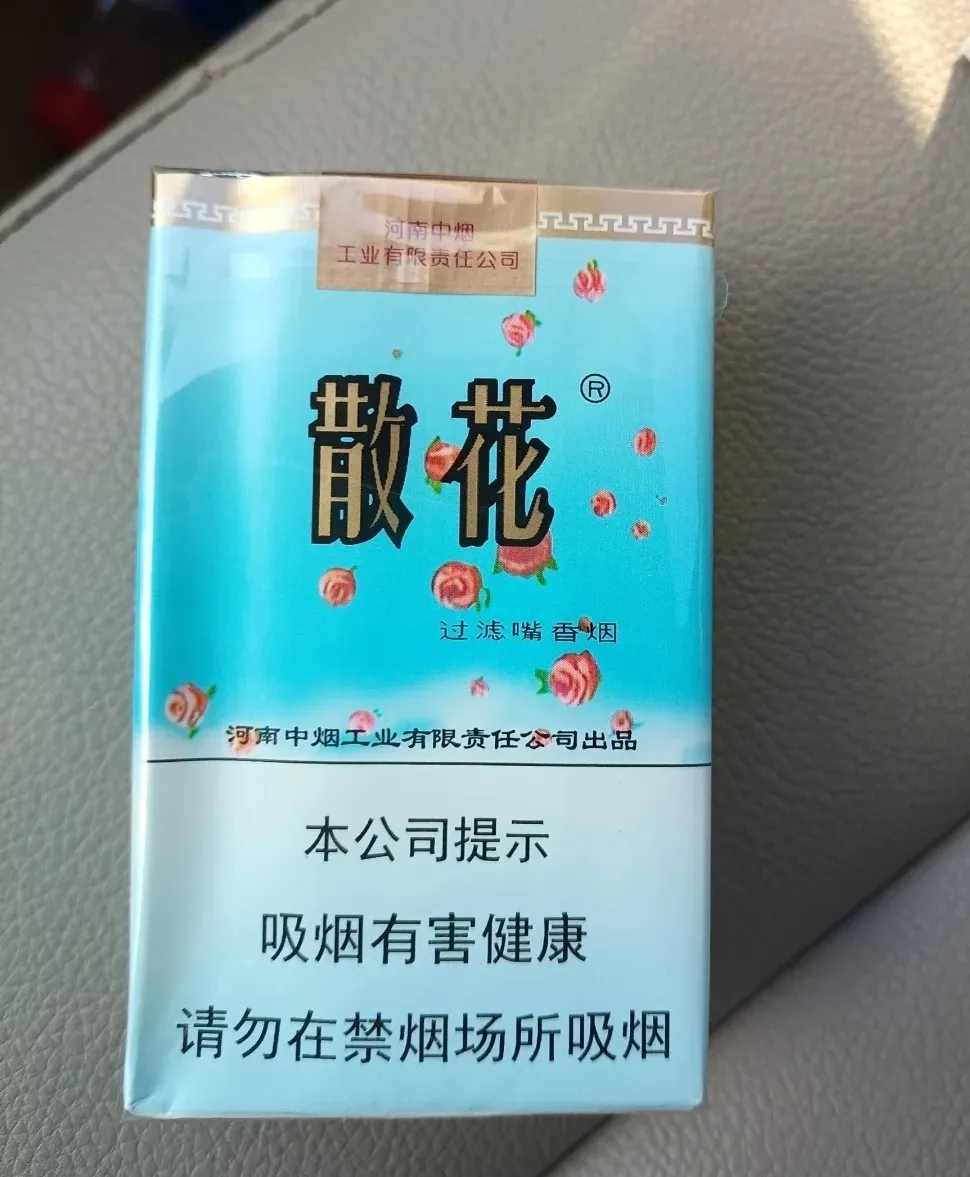 河南中烟
工业有限责任公司
散花®
过滤嘴香烟
河南中烟工业有限责任公司出品
本公司提示
吸烟有害健康
请勿在禁烟场所吸烟